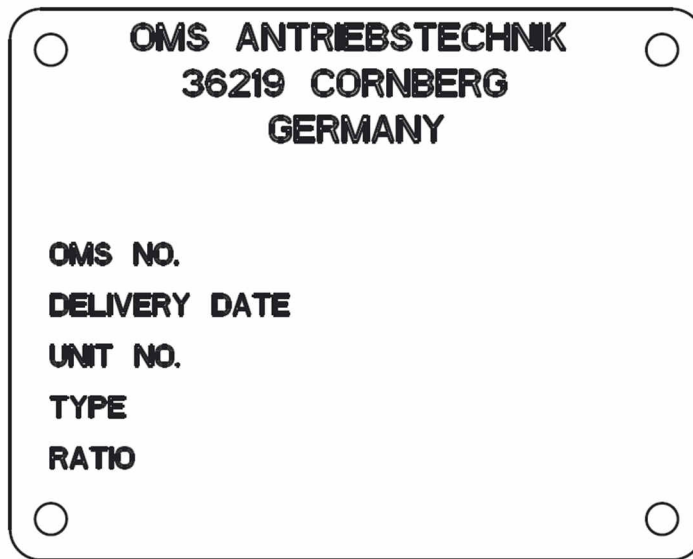 OMS ANTRIEBSTECHNIK
36219 CORNBERG
GERMANY
OMS NO.
DELIVERY DATE
UNIT NO.
TYPE
RATIO